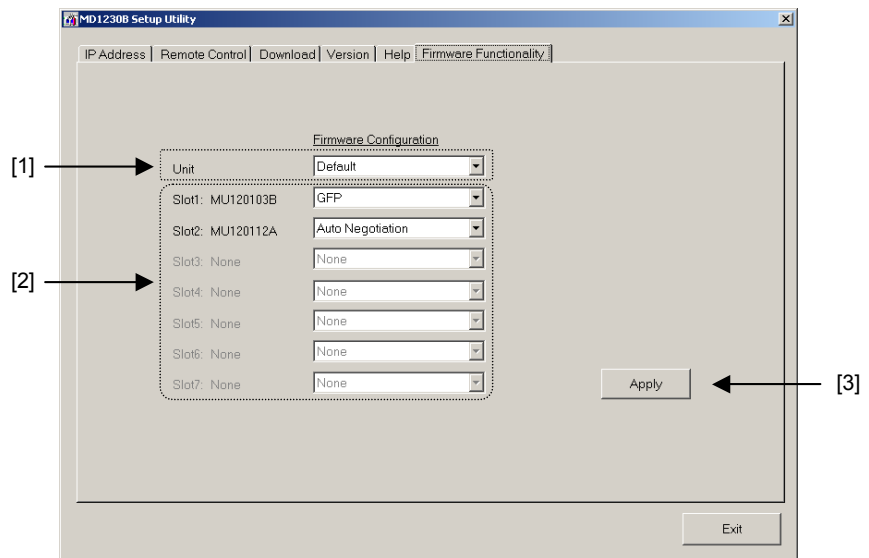 MD1230B Setup Utility
IP Address Remote Control Download Version Help Firmware Functionality
Firmware Configuration
[1] Unit Default
Slot1: MU120103B GFP
Slot2: MU120112A Auto Negotiation
Slot3: None None
[2] Slot4: None None
Slot5: None None
Slot6: None None
Slot7: None None
Apply [3]
Exit